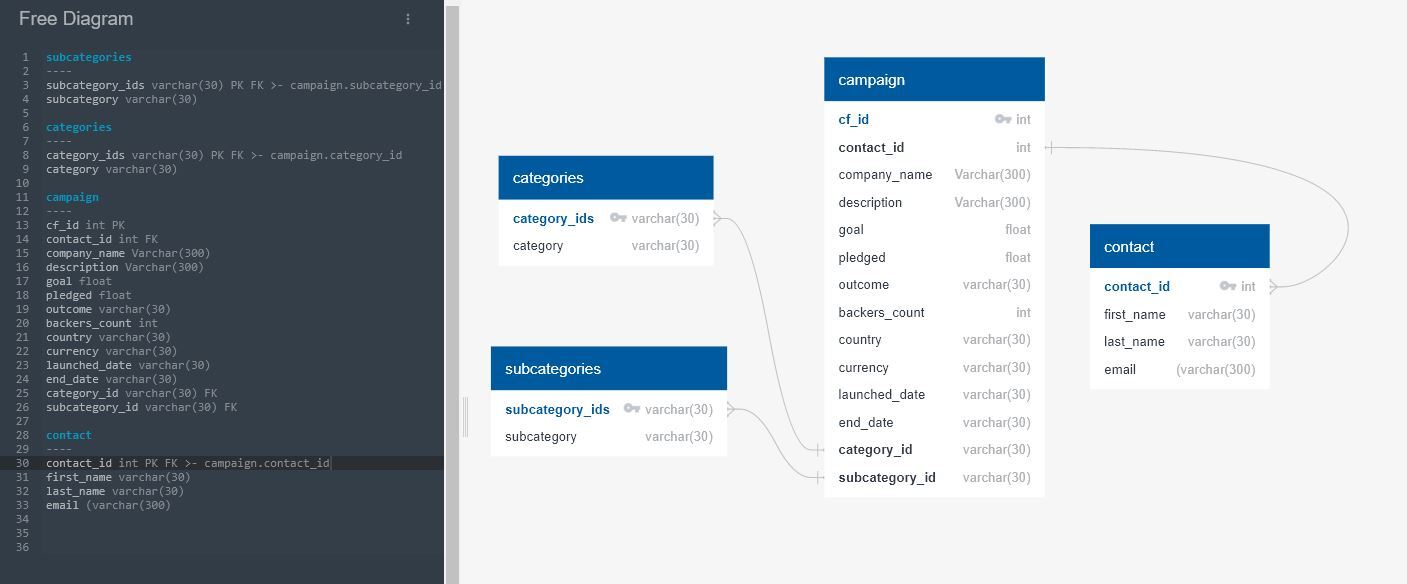 Free Diagram
1 subcategories
2 ----
3 subcategory_ids varchar(30) PK FK >- campaign.subcategory_id
4 subcategory varchar(30)
5
6 categories
7 ----
8 category_ids varchar(30) PK FK >- campaign.category_id
9 category varchar(30)
10
11 campaign
12 ----
13 cf_id int PK
14 contact_id int FK
15 company_name Varchar(300)
16 description Varchar(300)
17 goal float
18 pledged float
19 outcome varchar(30)
20 backers_count int
21 country varchar(30)
22 currency varchar(30)
23 launched_date varchar(30)
24 end_date varchar(30)
25 category_id varchar(30) FK
26 subcategory_id varchar(30) FK
27
28 contact
29 ----
30 contact_id int PK FK >- campaign.contact_id
31 first_name varchar(30)
32 last_name varchar(30)
33 email (varchar(300)
34
35
36
categories
category_ids varchar(30)
category varchar(30)
subcategories
subcategory_ids varchar(30)
subcategory varchar(30)
campaign
cf_id int
contact_id int
company_name Varchar(300)
description Varchar(300)
goal float
pledged float
outcome varchar(30)
backers_count int
country varchar(30)
currency varchar(30)
launched_date varchar(30)
end_date varchar(30)
category_id varchar(30)
subcategory_id varchar(30)
contact
contact_id int
first_name varchar(30)
last_name varchar(30)
email (varchar(300)